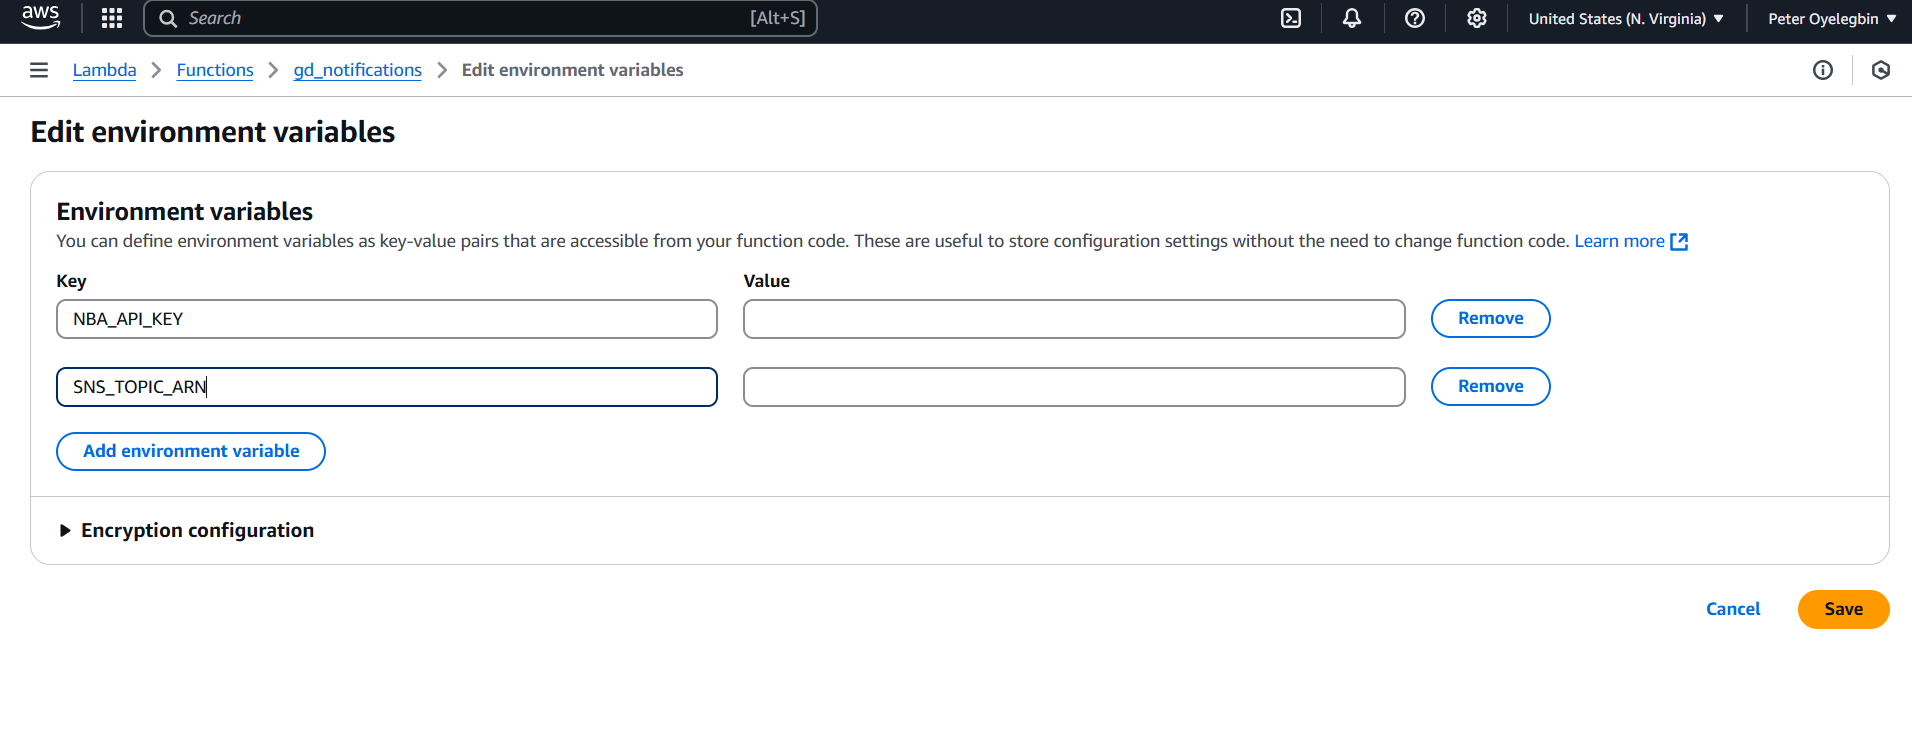 aws Search [Alt+S] United States (N. Virginia) Peter Oyelegbin
Lambda Functions gd_notifications Edit environment variables
Edit environment variables
Environment variables
You can define environment variables as key-value pairs that are accessible from your function code. These are useful to store configuration settings without the need to change function code. Learn more
Key Value
NBA_API_KEY Remove
SNS_TOPIC_ARN Remove
Add environment variable
Encryption configuration
Cancel Save